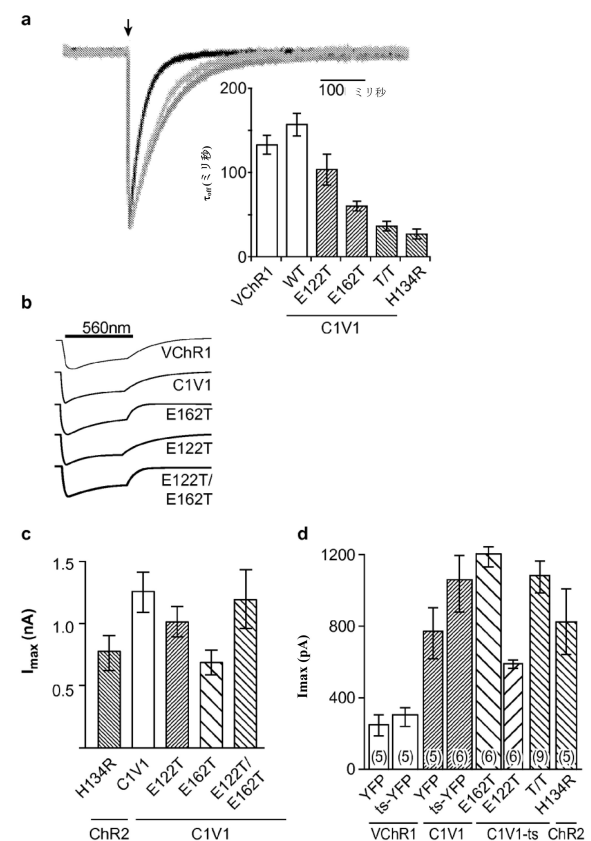 a
100 ミリ秒
200
100
0
τoff(ミリ秒)
VChR1
WT
E122T
E162T
T/T
H134R
C1V1
b
560nm
VChR1
C1V1
E162T
E122T
E122T/
E162T
c
1.5
1.0
0.5
Imax (nA)
H134R
C1V1
E122T
E162T
E122T/
E162T
ChR2
C1V1
d
1200
800
400
0
Imax (pA)
(5)
(5)
(5)
(6)
(6)
(6)
(9)
(5)
YFP
ts-YFP
YFP
ts-YFP
E162T
E122T
T/T
H134R
VChR1
C1V1
C1V1-ts
ChR2